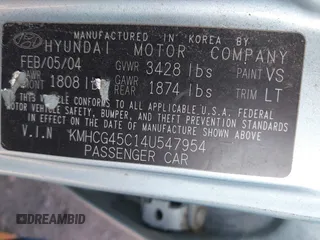 MANUFACTURED IN KOREA BY
HYUNDAI MOTOR COMPANY
FEB/05/04 GVWR 3428 lbs PAINT VS
GAWR FRONT 1808 lbs GAWR REAR 1874 lbs TRIM LT
THIS VEHICLE CONFORMS TO ALL APPLICABLE U.S. FEDERAL
MOTOR VEHICLE SAFETY, BUMPER, AND THEFT PREVENTION
STANDARDS IN EFFECT ON THE DATE OF MANUFACTURE SHOWN ABOVE.
V.I.N KMHCG45C14U547954
PASSENGER CAR
DREAMBID